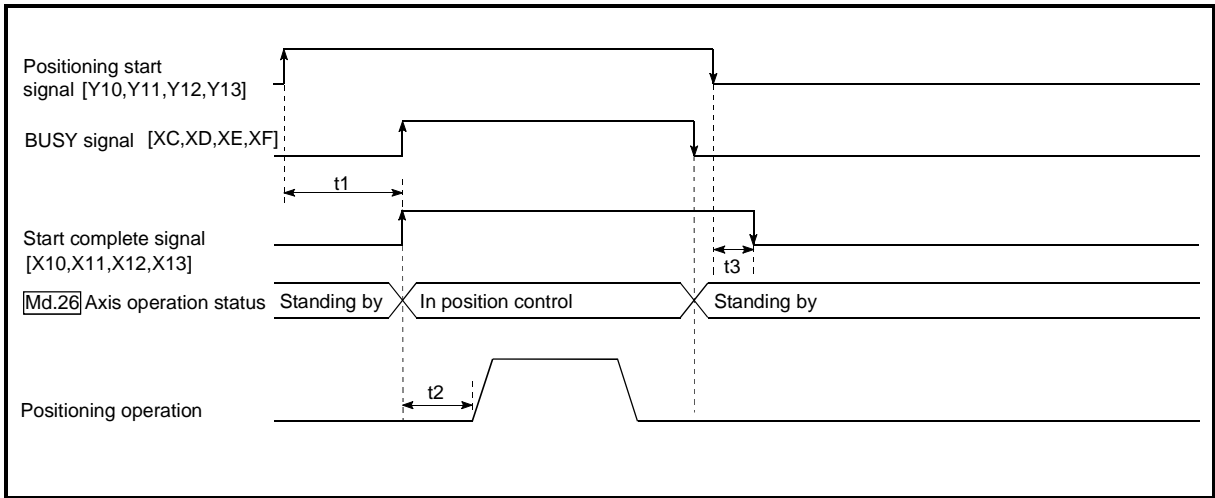 Positioning start
signal [Y10,Y11,Y12,Y13]
BUSY signal [XC,XD,XE,XF]
t1
Start complete signal
[X10,X11,X12,X13]
t3
Md.26 Axis operation status Standing by In position control Standing by
t2
Positioning operation